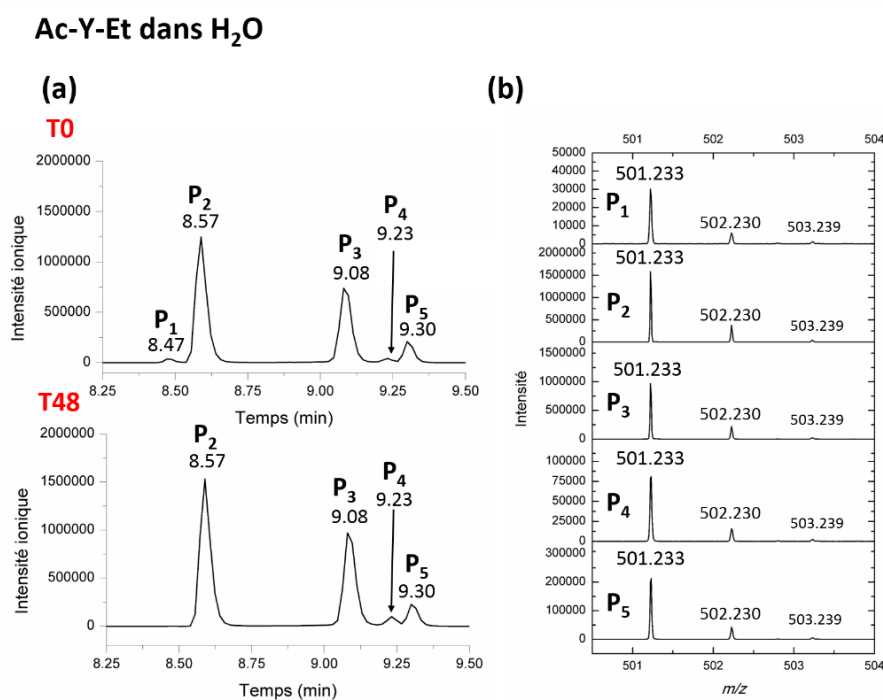 Ac-Y-Et dans H₂O
(a)
T0
Intensité ionique
2000000
1500000
1000000
500000
0
P₁
8.47
P₂
8.57
P₃
9.08
P₄
9.23
P₅
9.30
8.25 8.50 8.75 9.00 9.25 9.50
Temps (min)
T48
Intensité ionique
2000000
1500000
1000000
500000
0
P₂
8.57
P₃
9.08
P₄
9.23
P₅
9.30
8.25 8.50 8.75 9.00 9.25 9.50
Temps (min)
(b)
501 502 503 504
Intensité
50000
40000
30000
20000
10000
0
P₁
501.233
502.230
503.239
2000000
1500000
1000000
500000
0
P₂
501.233
502.230
503.239
1500000
1000000
500000
0
P₃
501.233
502.230
503.239
100000
75000
50000
25000
0
P₄
501.233
502.230
503.239
300000
200000
100000
0
P₅
501.233
502.230
503.239
501 502 503 504
m/z